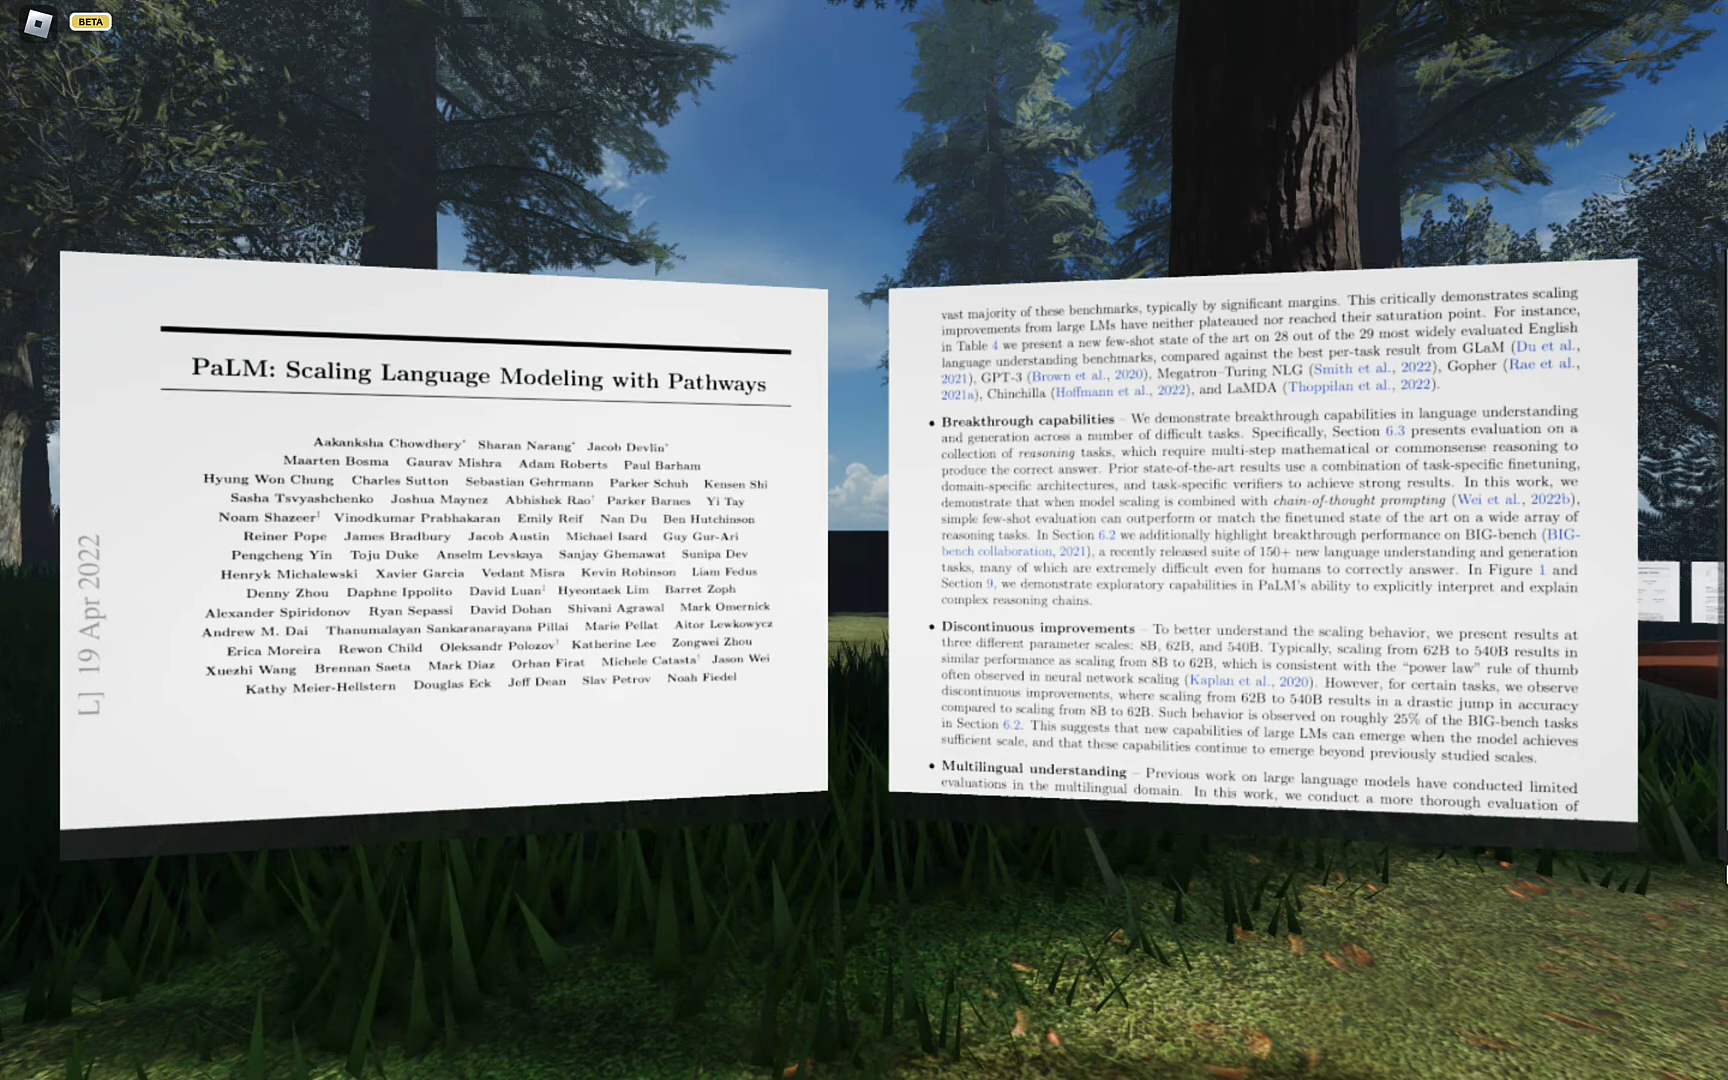 BETA
PaLM: Scaling Language Modeling with Pathways
Aakanksha Chowdhery* Sharan Narang* Jacob Devlin*
Maarten Bosma Gaurav Mishra Adam Roberts Paul Barham
Hyung Won Chung Charles Sutton Sebastian Gehrmann Parker Schuh Kensen Shi
Sasha Tsvyashchenko Joshua Maynez Abhishek Rao† Parker Barnes Yi Tay
Noam Shazeer‡ Vinodkumar Prabhakaran Emily Reif Nan Du Ben Hutchinson
Reiner Pope James Bradbury Jacob Austin Michael Isard Guy Gur-Ari
Pengcheng Yin Toju Duke Anselm Levskaya Sanjay Ghemawat Sunipa Dev
Henryk Michalewski Xavier Garcia Vedant Misra Kevin Robinson Liam Fedus
Denny Zhou Daphne Ippolito David Luan‡ Hyeontaek Lim Barret Zoph
Alexander Spiridonov Ryan Sepassi David Dohan Shivani Agrawal Mark Omernick
Andrew M. Dai Thanumalayan Sankaranarayana Pillai Marie Pellat Aitor Lewkowycz
Erica Moreira Rewon Child Oleksandr Polozov† Katherine Lee Zongwei Zhou
Xuezhi Wang Brennan Saeta Mark Diaz Orhan Firat Michele Catasta† Jason Wei
Kathy Meier-Hellstern Douglas Eck Jeff Dean Slav Petrov Noah Fiedel
L] 19 Apr 2022
vast majority of these benchmarks, typically by significant margins. This critically demonstrates scaling
improvements from large LMs have neither plateaued nor reached their saturation point. For instance,
in Table 4 we present a new few-shot state of the art on 28 out of the 29 most widely evaluated English
language understanding benchmarks, compared against the best per-task result from GLaM (Du et al.,
2021), GPT-3 (Brown et al., 2020), Megatron–Turing NLG (Smith et al., 2022), Gopher (Rae et al.,
2021a), Chinchilla (Hoffmann et al., 2022), and LaMDA (Thoppilan et al., 2022).
• Breakthrough capabilities – We demonstrate breakthrough capabilities in language understanding
and generation across a number of difficult tasks. Specifically, Section 6.3 presents evaluation on a
collection of reasoning tasks, which require multi-step mathematical or commonsense reasoning to
produce the correct answer. Prior state-of-the-art results use a combination of task-specific finetuning,
domain-specific architectures, and task-specific verifiers to achieve strong results. In this work, we
demonstrate that when model scaling is combined with chain-of-thought prompting (Wei et al., 2022b),
simple few-shot evaluation can outperform or match the finetuned state of the art on a wide array of
reasoning tasks. In Section 6.2 we additionally highlight breakthrough performance on BIG-bench (BIG-
bench collaboration, 2021), a recently released suite of 150+ new language understanding and generation
tasks, many of which are extremely difficult even for humans to correctly answer. In Figure 1 and
Section 9, we demonstrate exploratory capabilities in PaLM's ability to explicitly interpret and explain
complex reasoning chains.
• Discontinuous improvements – To better understand the scaling behavior, we present results at
three different parameter scales: 8B, 62B, and 540B. Typically, scaling from 62B to 540B results in
similar performance as scaling from 8B to 62B, which is consistent with the “power law” rule of thumb
often observed in neural network scaling (Kaplan et al., 2020). However, for certain tasks, we observe
discontinuous improvements, where scaling from 62B to 540B results in a drastic jump in accuracy
compared to scaling from 8B to 62B. Such behavior is observed on roughly 25% of the BIG-bench tasks
in Section 6.2. This suggests that new capabilities of large LMs can emerge when the model achieves
sufficient scale, and that these capabilities continue to emerge beyond previously studied scales.
• Multilingual understanding – Previous work on large language models have conducted limited
evaluations in the multilingual domain. In this work, we conduct a more thorough evaluation of